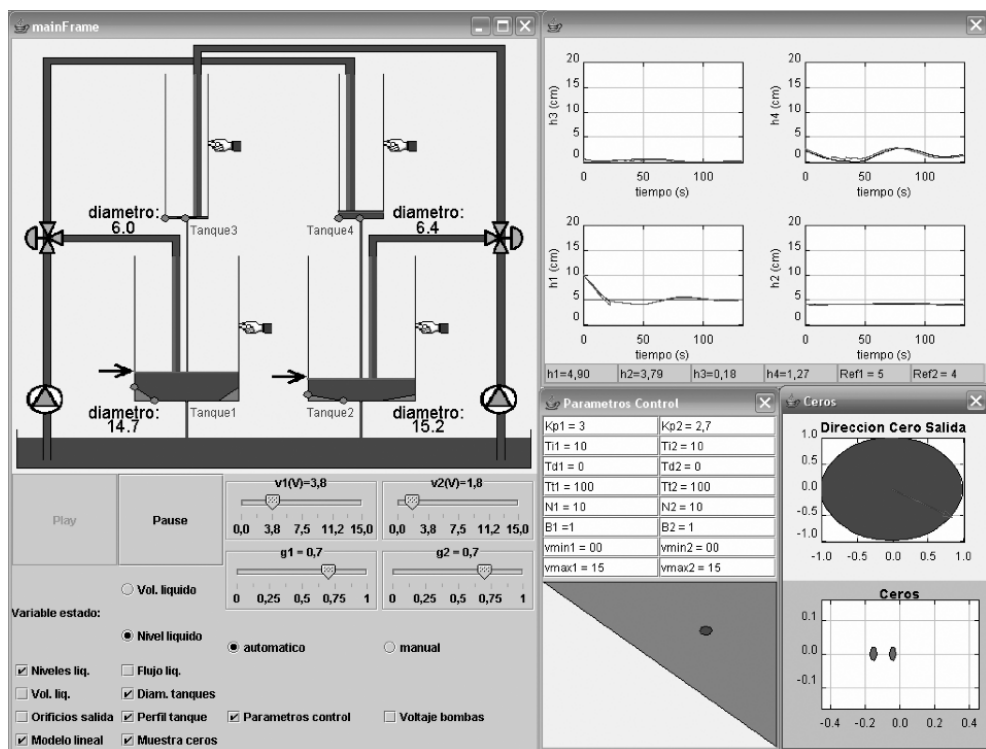 mainFrame
diametro:
6.0
Tanque3
Tanque4
diametro:
6.4
diametro:
14.7
Tanque1
Tanque2
diametro:
15.2
Play
Pause
v1(V)=3,8
0,0 3,8 7,5 11,2 15,0
v2(V)=1,8
0,0 3,8 7,5 11,2 15,0
g1 = 0,7
0 0,25 0,5 0,75 1
g2 = 0,7
0 0,25 0,5 0,75 1
Variable estado:
Vol. liquido
Nivel liquido
automatico
manual
Niveles liq.
Flujo liq.
Vol. liq.
Diam. tanques
Orificios salida
Perfil tanque
Parametros control
Voltaje bombas
Modelo lineal
Muestra ceros
h3 (cm)
20
15
10
5
0
0 50 100
tiempo (s)
h4 (cm)
20
15
10
5
0
0 50 100
tiempo (s)
h1 (cm)
20
15
10
5
0
0 50 100
tiempo (s)
h2 (cm)
20
15
10
5
0
0 50 100
tiempo (s)
h1=4,90 h2=3,79 h3=0,18 h4=1,27 Ref1 = 5 Ref2 = 4
Parametros Control
Kp1 = 3 Kp2 = 2,7
Ti1 = 10 Ti2 = 10
Td1 = 0 Td2 = 0
Tt1 = 100 Tt2 = 100
N1 = 10 N2 = 10
B1 =1 B2 = 1
vmin1 = 00 vmin2 = 00
vmax1 = 15 vmax2 = 15
Ceros
Direccion Cero Salida
1.0
0.5
0.0
-0.5
-1.0
-1.0 -0.5 0.0 0.5 1.0
Ceros
0.1
0.0
-0.1
-0.4 -0.2 0.0 0.2 0.4